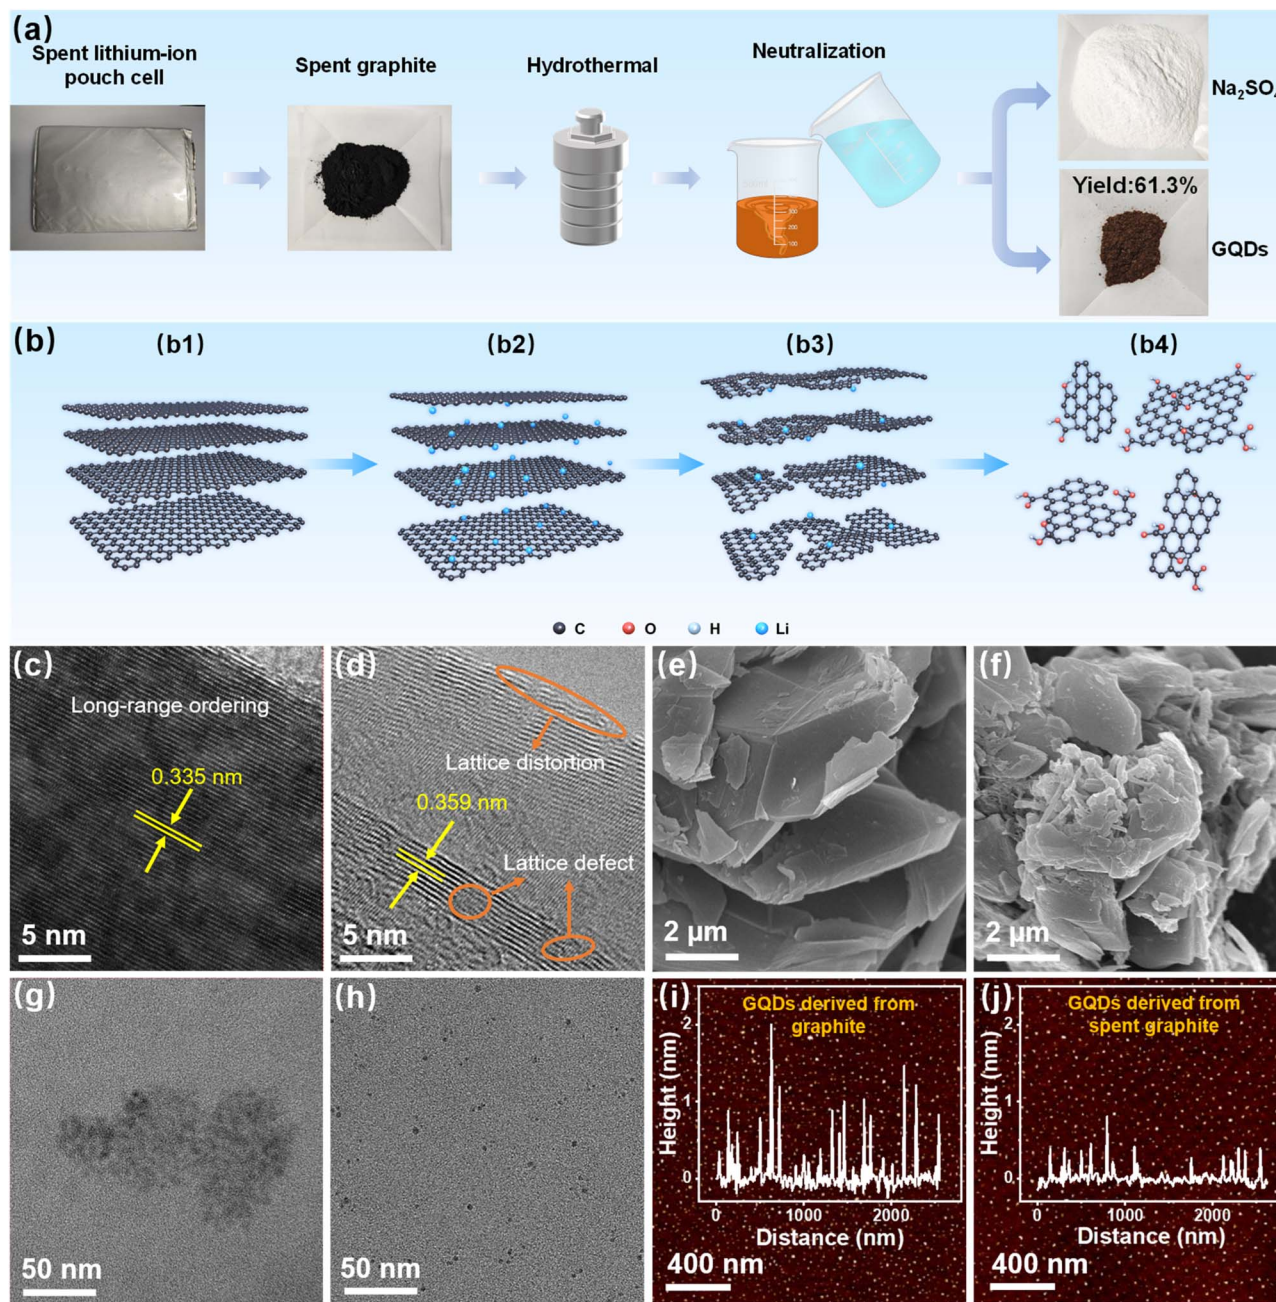 (a)
Spent lithium-ion
pouch cell
Spent graphite
Hydrothermal
Neutralization
Na₂SO₄
Yield:61.3%
GQDs
300
200
100
(b)
(b1)
(b2)
(b3)
(b4)
C
O
H
Li
(c)
Long-range ordering
0.335 nm
5 nm
(d)
Lattice distortion
0.359 nm
Lattice defect
5 nm
(e)
2 μm
(f)
2 μm
(g)
50 nm
(h)
50 nm
(i)
GQDs derived from
graphite
Height (nm)
2
1
0
0
1000
2000
Distance (nm)
400 nm
(j)
GQDs derived from
spent graphite
Height (nm)
2
1
0
0
1000
2000
Distance (nm)
400 nm